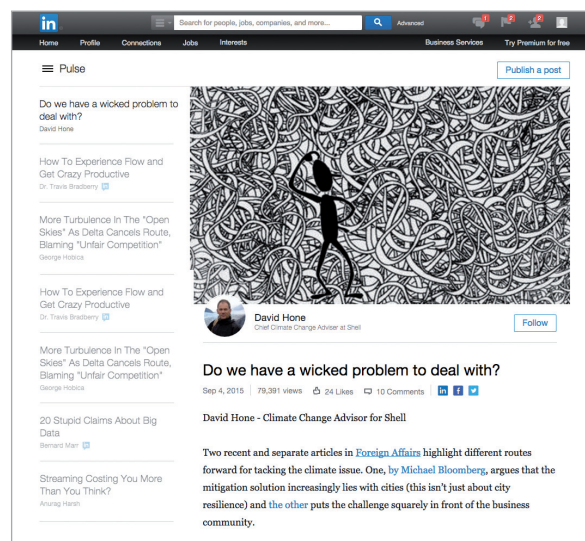 in
Search for people, jobs, companies, and more...
Advanced
1
2
2
Home Profile Connections Jobs Interests Business Services Try Premium for free
Pulse
Publish a post
Do we have a wicked problem to
deal with?
David Hone
How To Experience Flow and
Get Crazy Productive
Dr. Travis Bradberry in
More Turbulence In The "Open
Skies" As Delta Cancels Route,
Blaming "Unfair Competition"
George Hobica
How To Experience Flow and
Get Crazy Productive
Dr. Travis Bradberry in
More Turbulence In The "Open
Skies" As Delta Cancels Route,
Blaming "Unfair Competition"
George Hobica
20 Stupid Claims About Big
Data
Bernard Marr in
Streaming Costing You More
Than You Think?
Anurag Harsh
David Hone
Chief Climate Change Adviser at Shell
Follow
Do we have a wicked problem to deal with?
Sep 4, 2015 79,391 views 24 Likes 10 Comments in f
David Hone - Climate Change Advisor for Shell
Two recent and separate articles in Foreign Affairs highlight different routes
forward for tacking the climate issue. One, by Michael Bloomberg, argues that the
mitigation solution increasingly lies with cities (this isn't just about city
resilience) and the other puts the challenge squarely in front of the business
community.